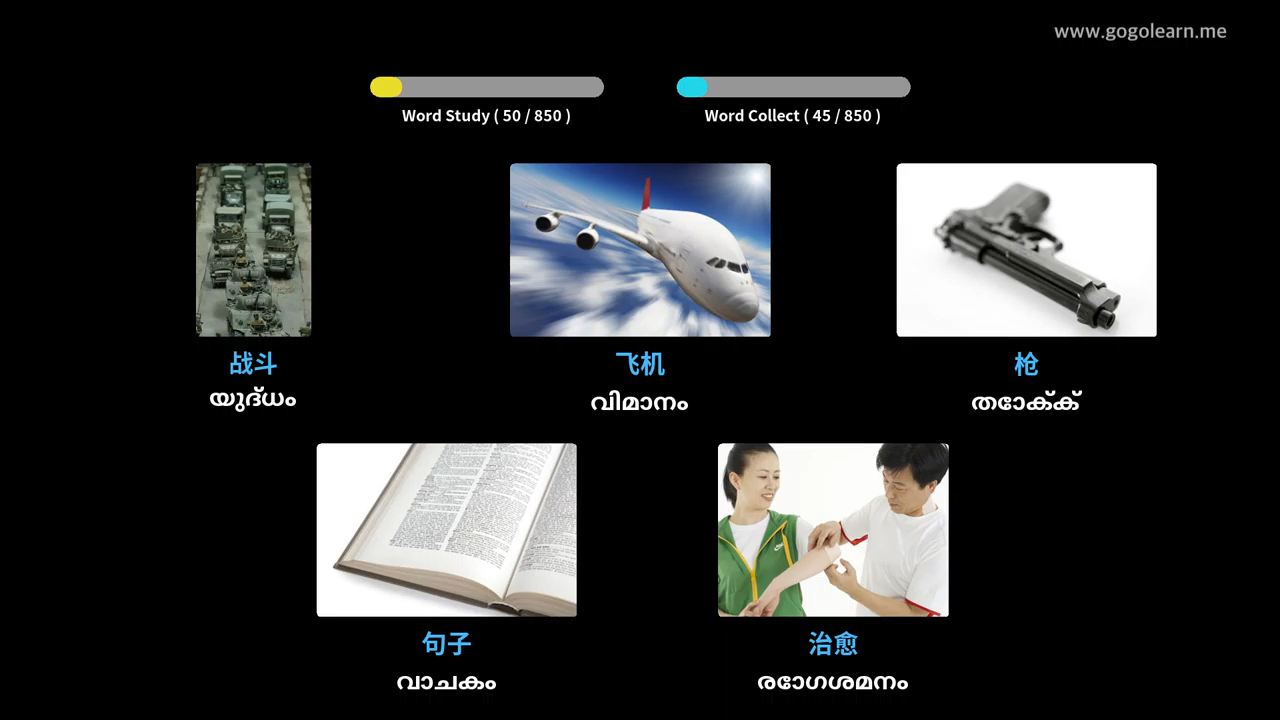 www.gogolearn.me
Word Study ( 50 / 850 )
Word Collect ( 45 / 850 )
战斗
യുദ്ധം
飞机
വിമാനം
枪
തോക്ക്
句子
വാചകം
治愈
രോഗശമനം